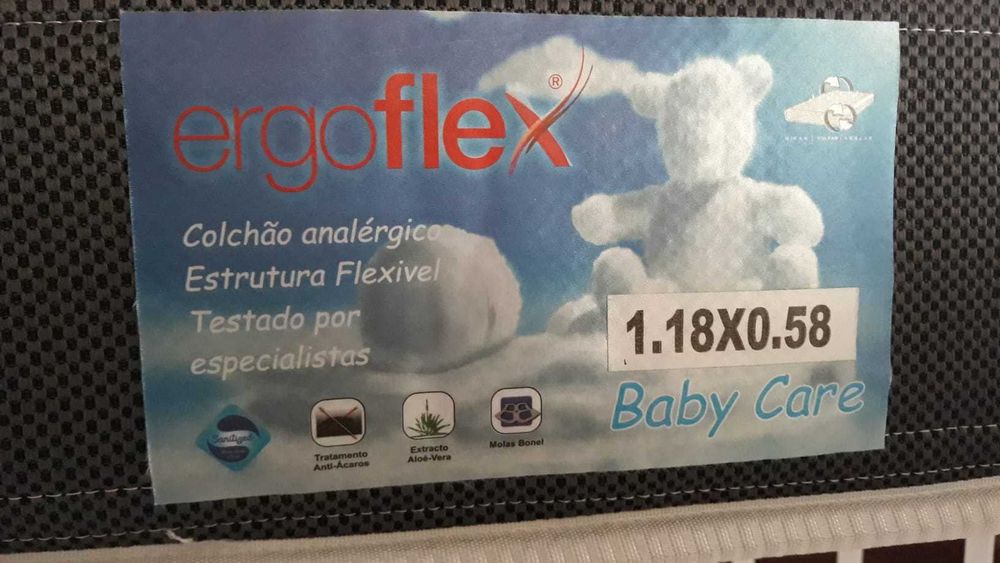 ergoflex®
Colchão analérgico
Estrutura Flexivel
Testado por
especialistas
1.18X0.58
Baby Care
Sanitized
Tratamento
Anti-Ácaros
Extracto
Aloé-Vera
Molas Bonel